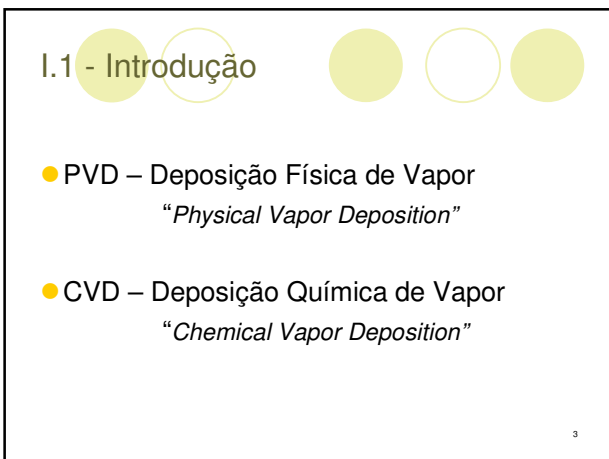 I.1 - Introdução
PVD – Deposição Física de Vapor
“Physical Vapor Deposition”
CVD – Deposição Química de Vapor
“Chemical Vapor Deposition”
3